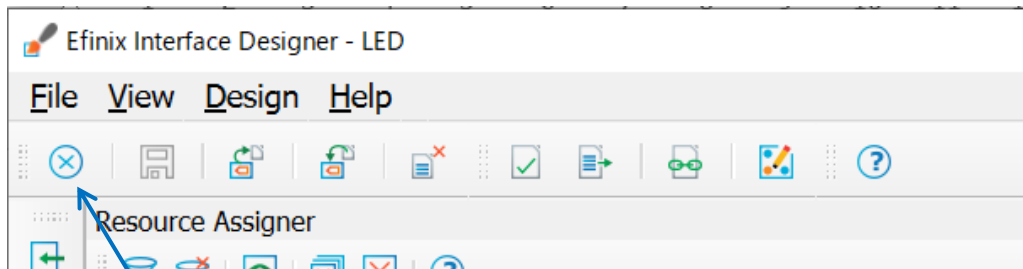 Efinix Interface Designer - LED
File View Design Help
Resource Assigner